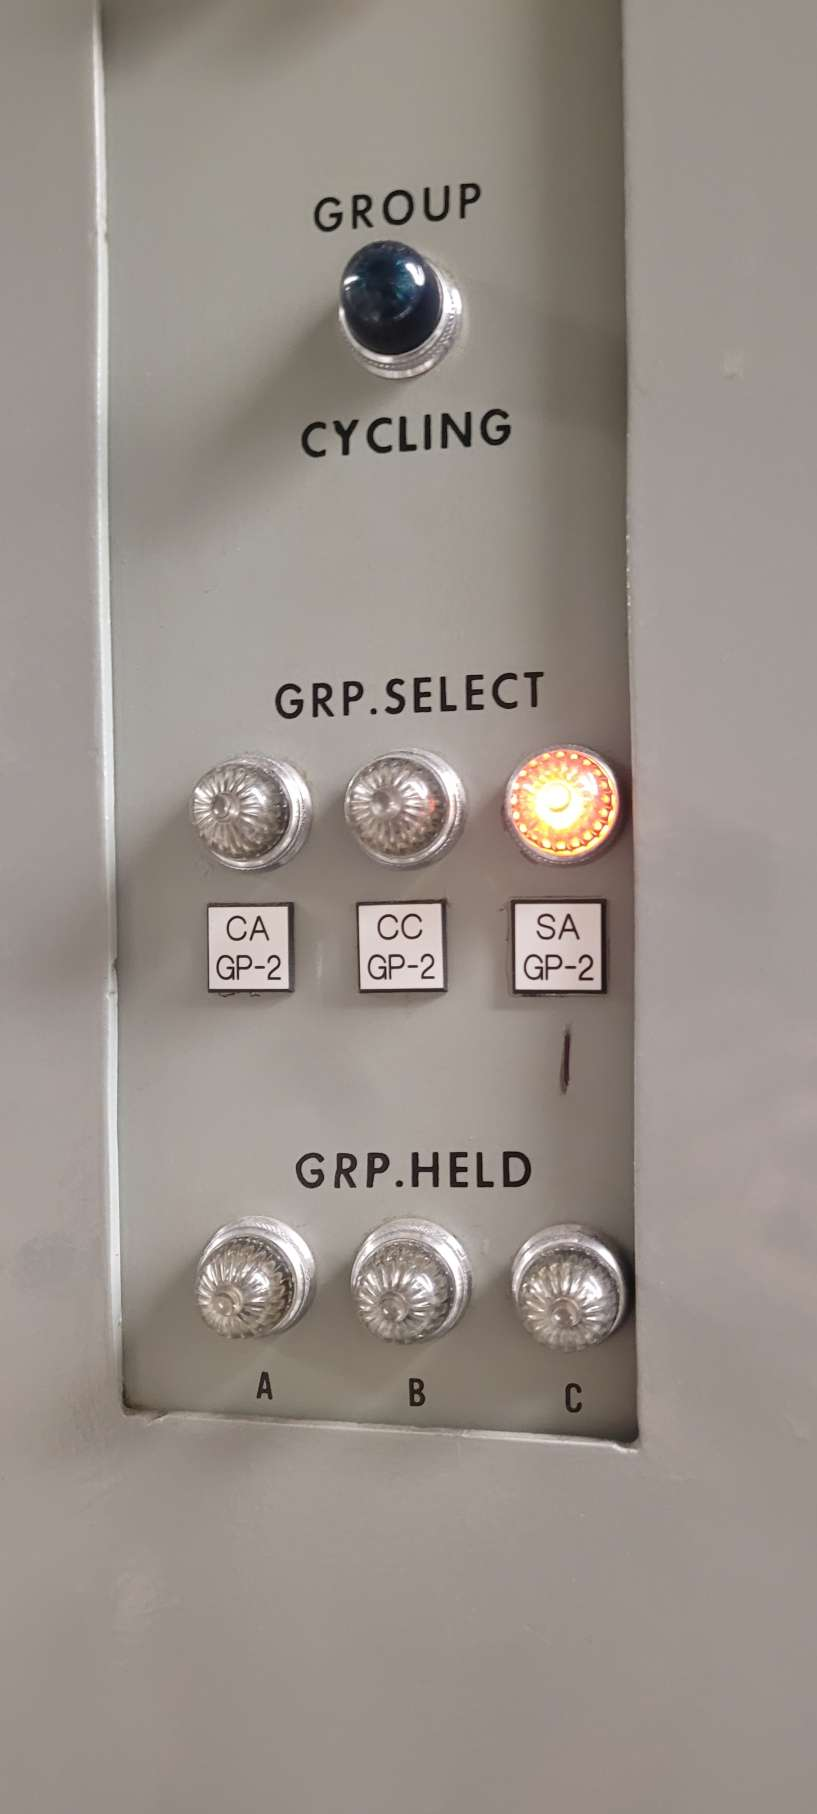 GROUP
CYCLING
GRP.SELECT
CA CC SA
GP-2 GP-2 GP-2
GRP.HELD
A B C